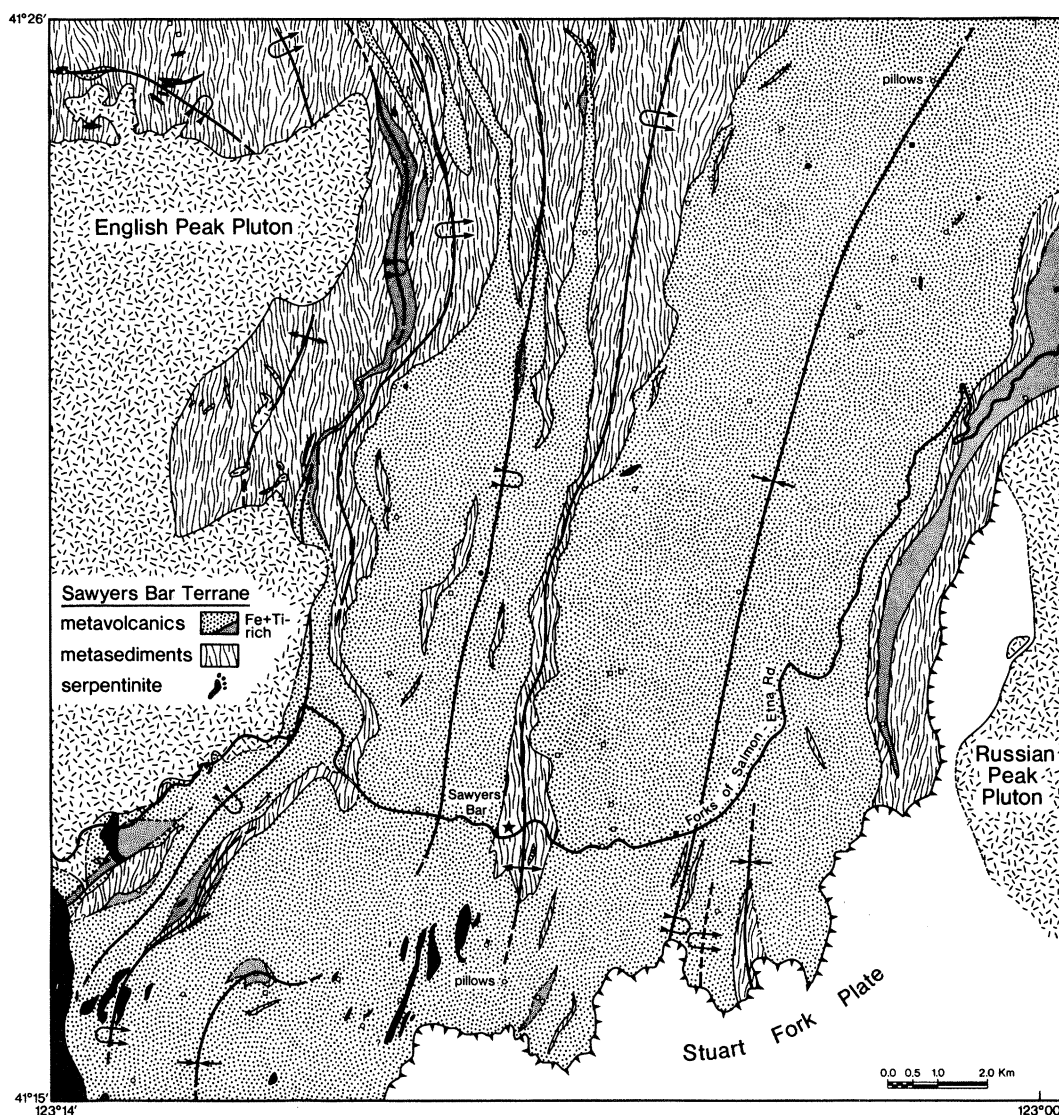 41°26'
pillows
English Peak Pluton
Sawyers Bar Terrane
metavolcanics
Fe+Ti-
rich
metasediments
serpentinite
Forks of Salmon Etna Rd
Russian
Peak
Pluton
Sawyers
Bar
pillows
Stuart Fork Plate
0.0 0.5 1.0 2.0 Km
41°15'
123°14'
123°00'